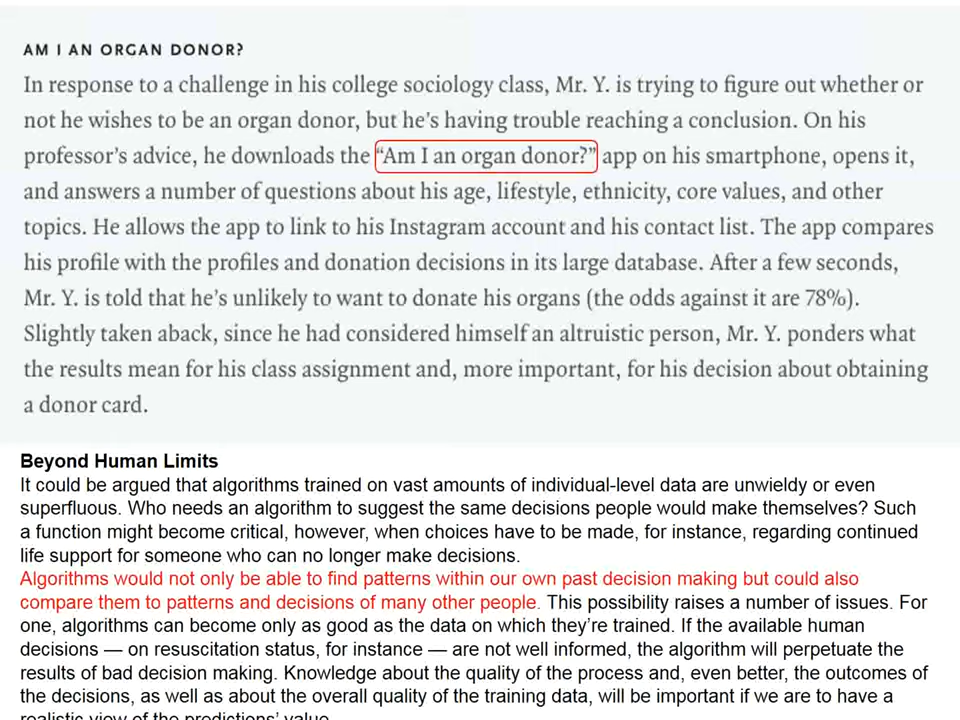 AM I AN ORGAN DONOR?
In response to a challenge in his college sociology class, Mr. Y. is trying to figure out whether or
not he wishes to be an organ donor, but he's having trouble reaching a conclusion. On his
professor's advice, he downloads the “Am I an organ donor?” app on his smartphone, opens it,
and answers a number of questions about his age, lifestyle, ethnicity, core values, and other
topics. He allows the app to link to his Instagram account and his contact list. The app compares
his profile with the profiles and donation decisions in its large database. After a few seconds,
Mr. Y. is told that he's unlikely to want to donate his organs (the odds against it are 78%).
Slightly taken aback, since he had considered himself an altruistic person, Mr. Y. ponders what
the results mean for his class assignment and, more important, for his decision about obtaining
a donor card.
Beyond Human Limits
It could be argued that algorithms trained on vast amounts of individual-level data are unwieldy or even
superfluous. Who needs an algorithm to suggest the same decisions people would make themselves? Such
a function might become critical, however, when choices have to be made, for instance, regarding continued
life support for someone who can no longer make decisions.
Algorithms would not only be able to find patterns within our own past decision making but could also
compare them to patterns and decisions of many other people. This possibility raises a number of issues. For
one, algorithms can become only as good as the data on which they're trained. If the available human
decisions — on resuscitation status, for instance — are not well informed, the algorithm will perpetuate the
results of bad decision making. Knowledge about the quality of the process and, even better, the outcomes of
the decisions, as well as about the overall quality of the training data, will be important if we are to have a
realistic view of the predictions' value.